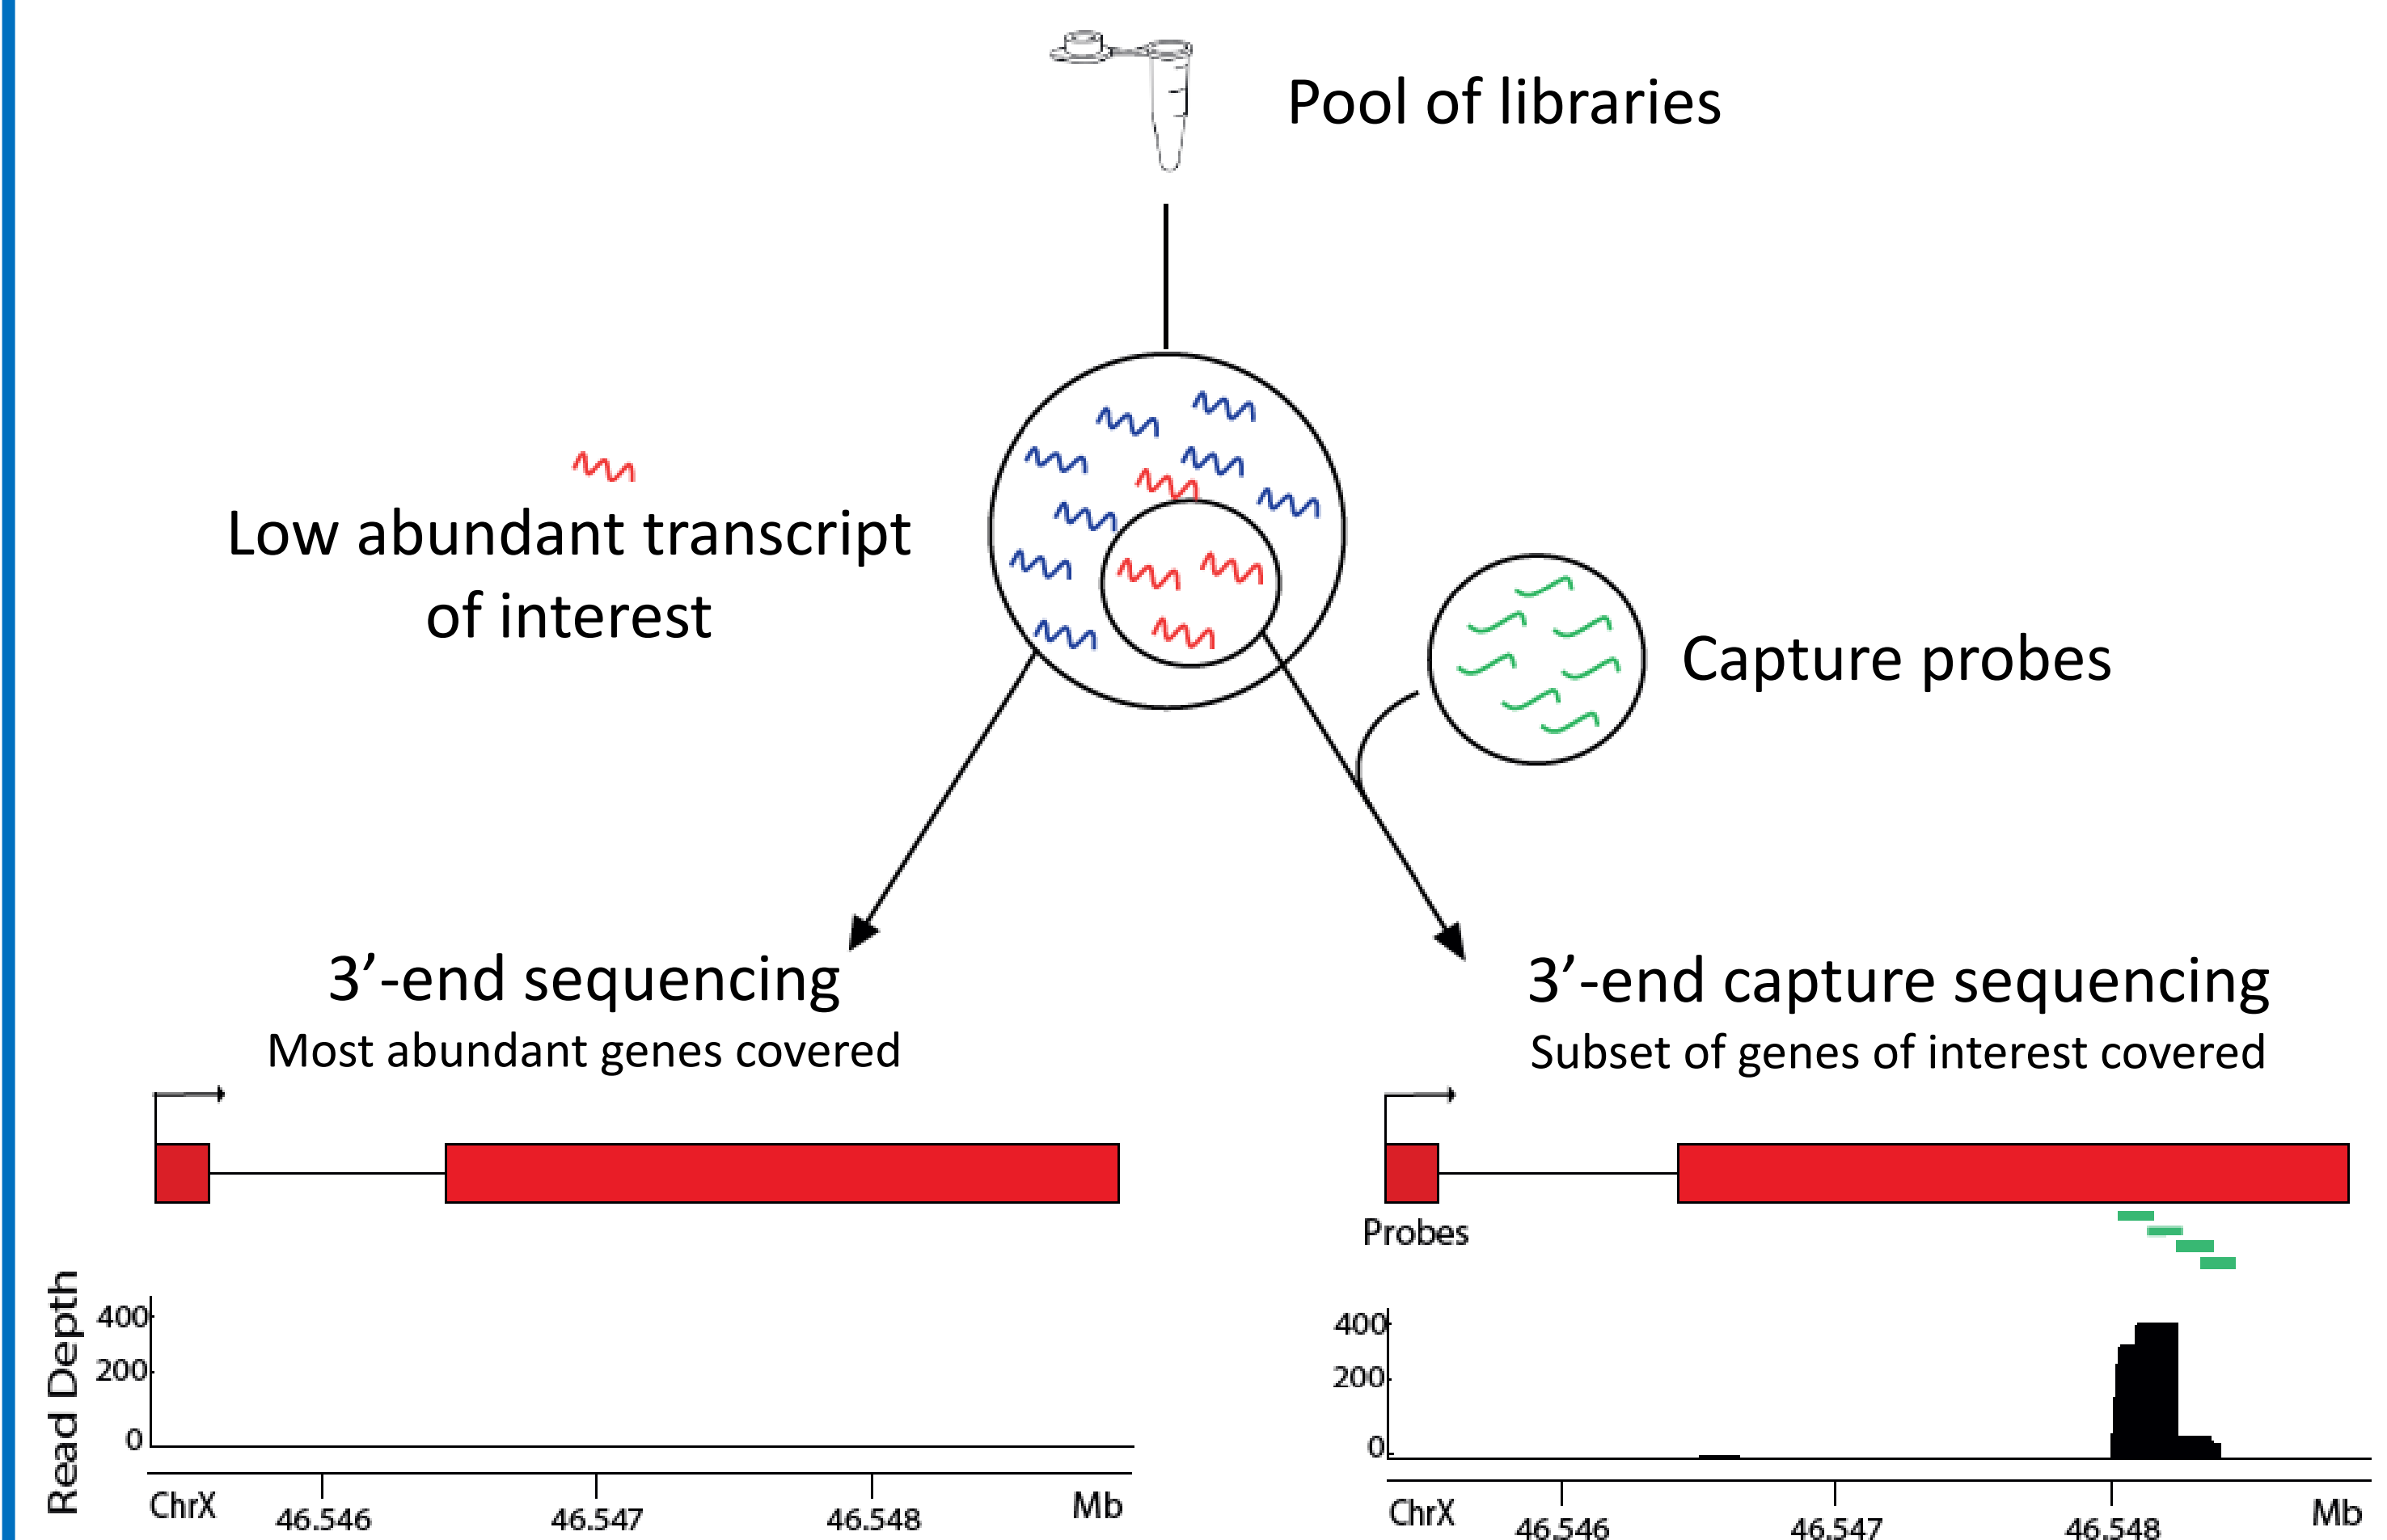 Pool of libraries
Low abundant transcript
of interest
Capture probes
3’-end sequencing
Most abundant genes covered
3’-end capture sequencing
Subset of genes of interest covered
Probes
Read Depth
400
200
0
ChrX
46.546
46.547
46.548
Mb
400
200
0
ChrX
46.546
46.547
46.548
Mb